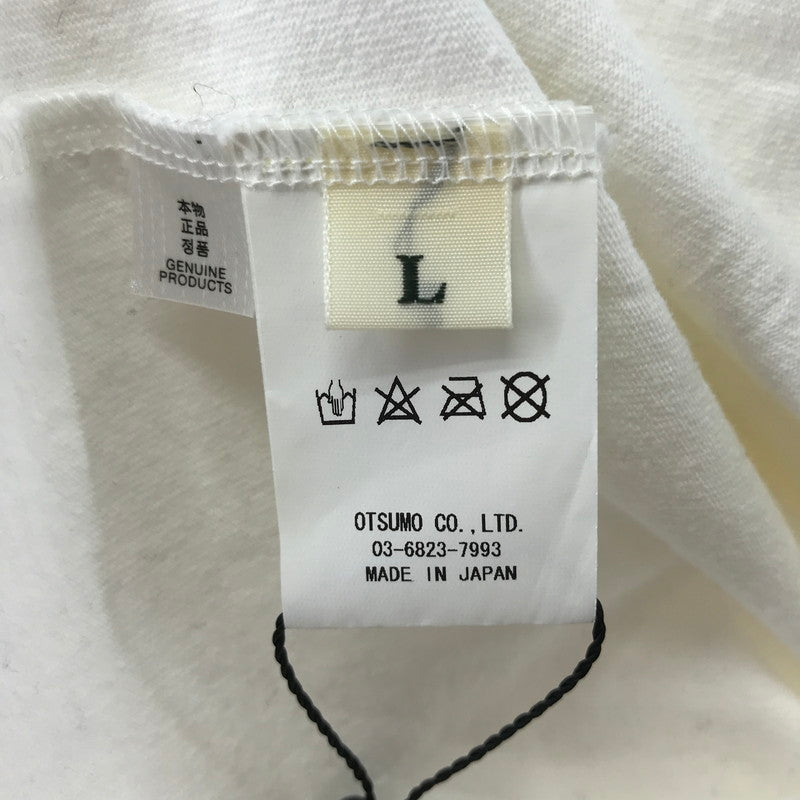 本物
正品
정품
GENUINE
PRODUCTS
L
OTSUMO CO.,LTD.
03-6823-7993
MADE IN JAPAN